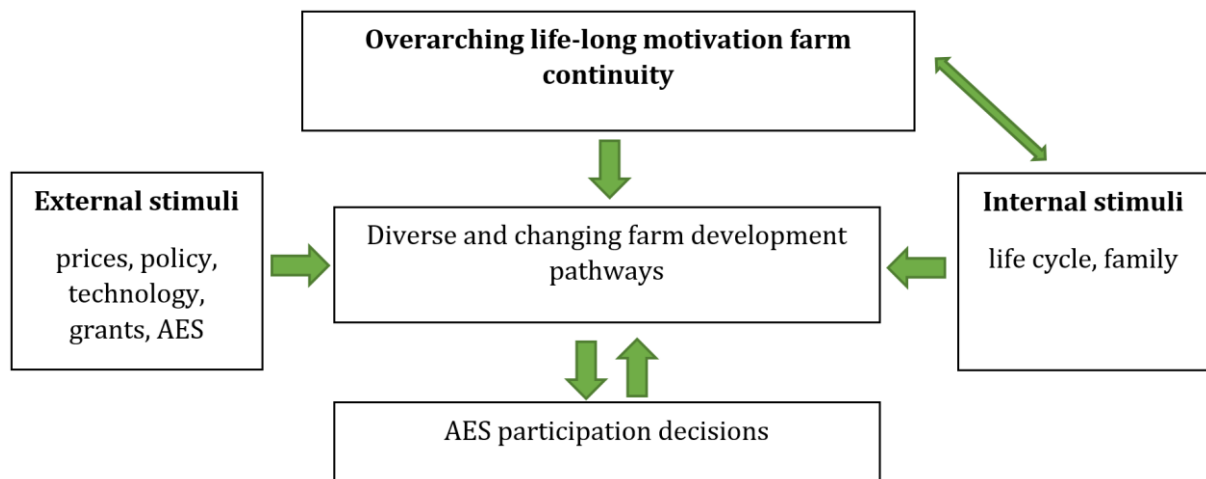 Overarching life-long motivation farm
continuity
External stimuli
prices, policy,
technology,
grants, AES
Diverse and changing farm development
pathways
Internal stimuli
life cycle, family
AES participation decisions